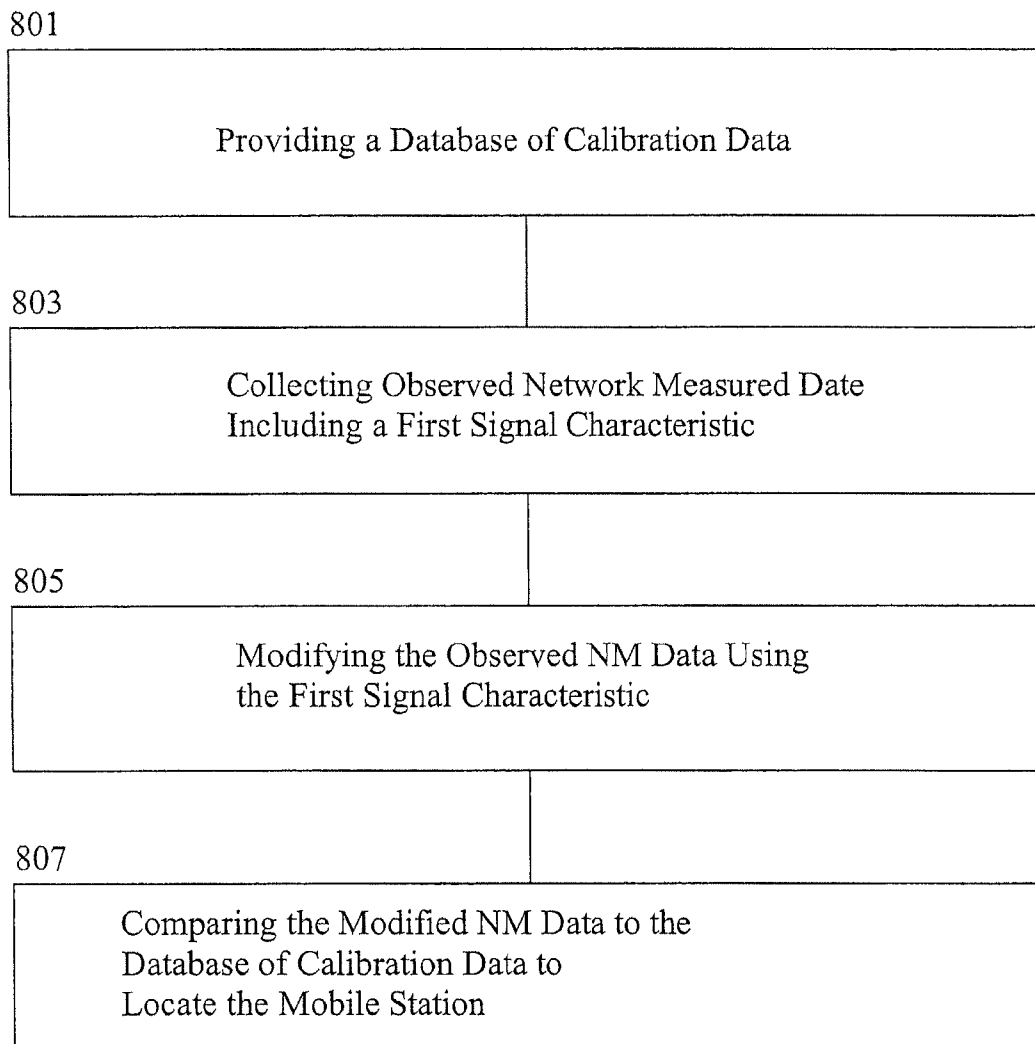 801
Providing a Database of Calibration Data
803
Collecting Observed Network Measured Date
Including a First Signal Characteristic
805
Modifying the Observed NM Data Using
the First Signal Characteristic
807
Comparing the Modified NM Data to the
Database of Calibration Data to
Locate the Mobile Station